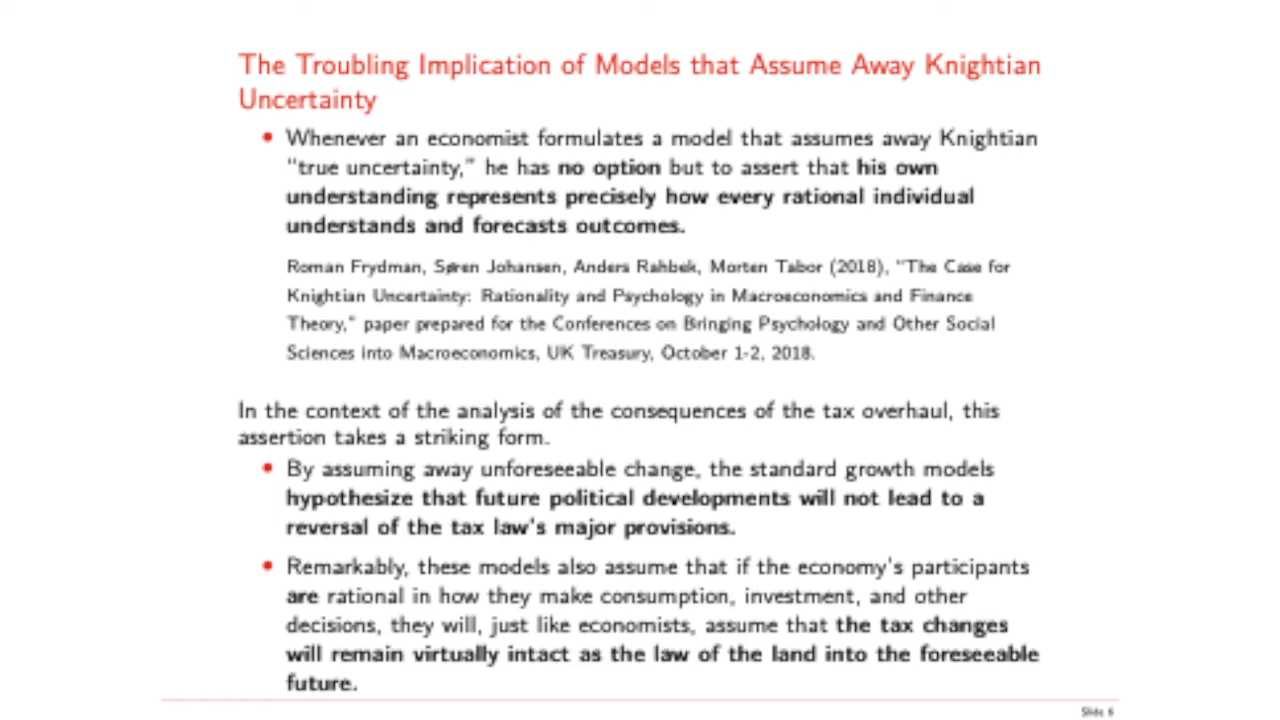 The Troubling Implication of Models that Assume Away Knightian
Uncertainty
• Whenever an economist formulates a model that assumes away Knightian
“true uncertainty,” he has no option but to assert that his own
understanding represents precisely how every rational individual
understands and forecasts outcomes.
Roman Frydman, Søren Johansen, Anders Rahbek, Morten Tabor (2018), “The Case for
Knightian Uncertainty: Rationality and Psychology in Macroeconomics and Finance
Theory,” paper prepared for the Conferences on Bringing Psychology and Other Social
Sciences into Macroeconomics, UK Treasury, October 1-2, 2018.
In the context of the analysis of the consequences of the tax overhaul, this
assertion takes a striking form.
• By assuming away unforeseeable change, the standard growth models
hypothesize that future political developments will not lead to a
reversal of the tax law's major provisions.
• Remarkably, these models also assume that if the economy's participants
are rational in how they make consumption, investment, and other
decisions, they will, just like economists, assume that the tax changes
will remain virtually intact as the law of the land into the foreseeable
future.
Slide 6